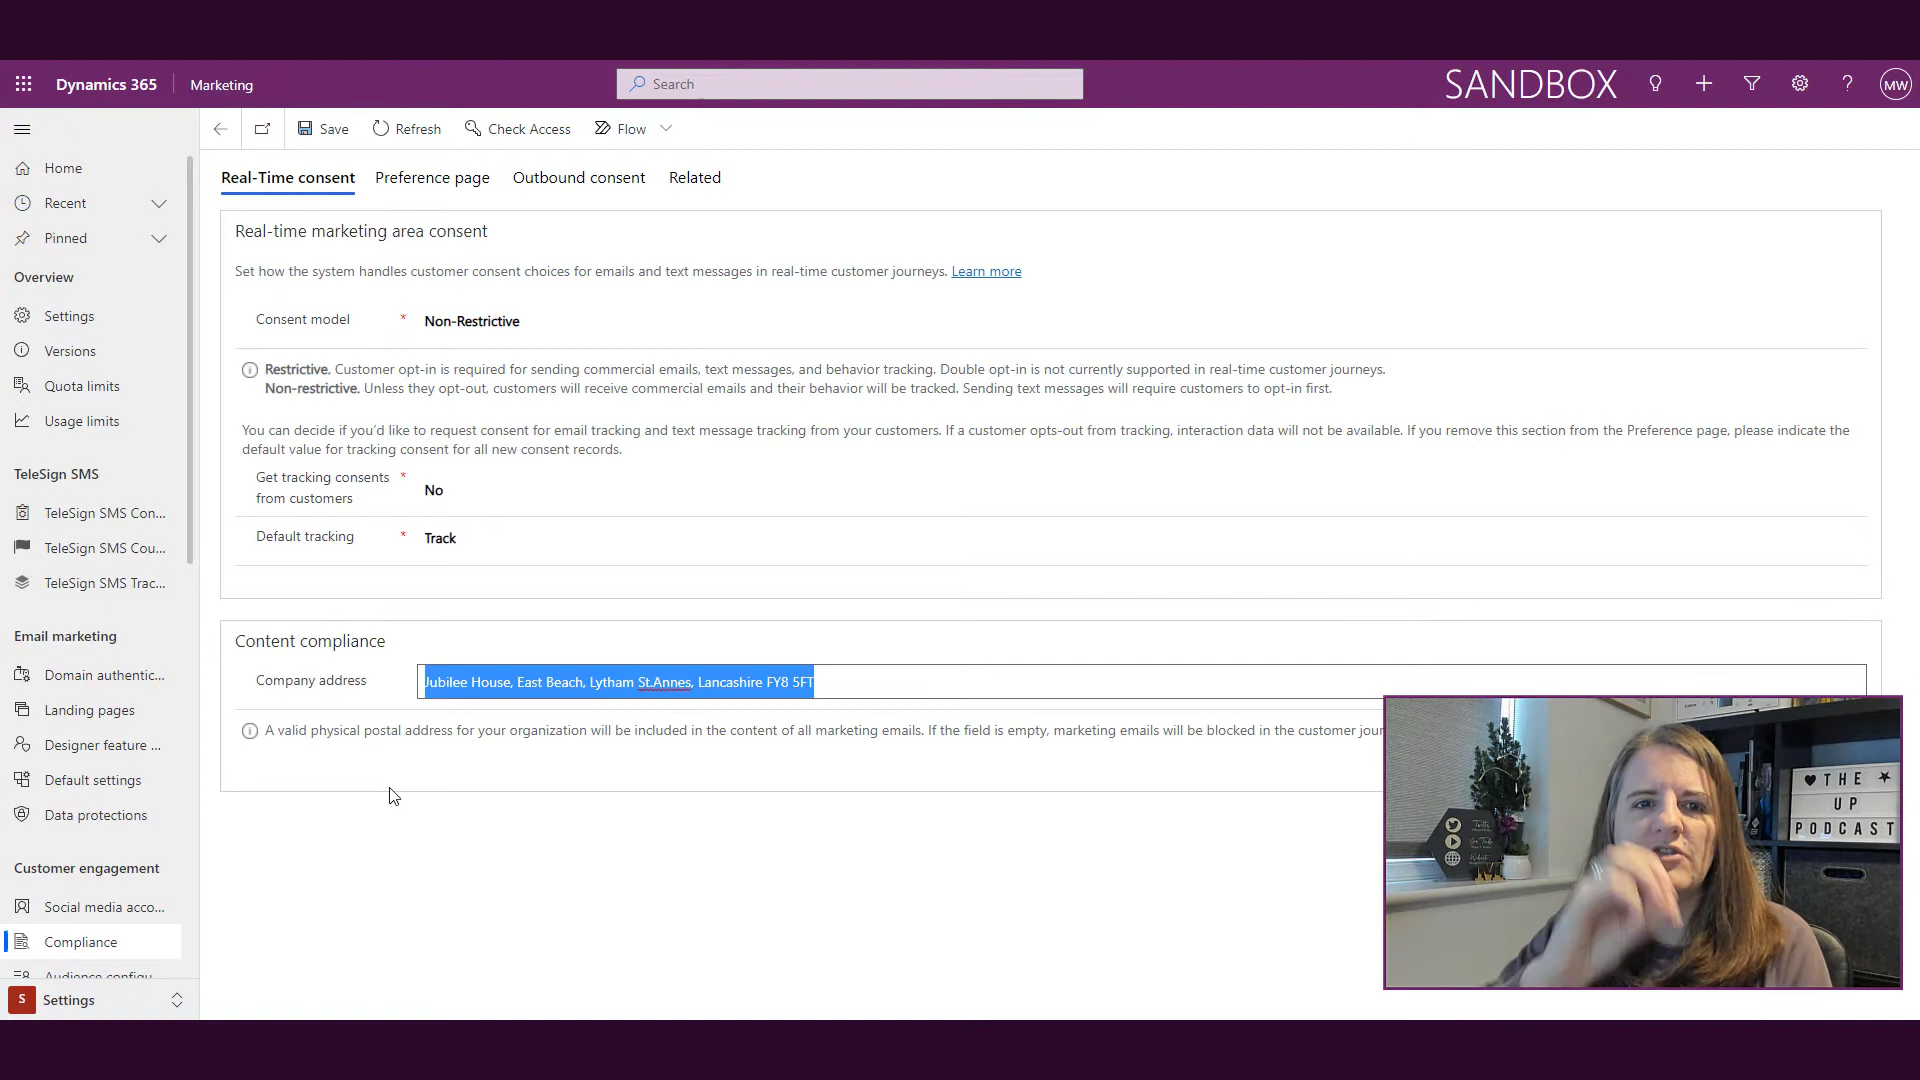 Dynamics 365
Marketing
Search
SANDBOX
MW
Save
Refresh
Check Access
Flow
Home
Recent
Pinned
Overview
Settings
Versions
Quota limits
Usage limits
TeleSign SMS
TeleSign SMS Con...
TeleSign SMS Cou...
TeleSign SMS Trac...
Email marketing
Domain authentic...
Landing pages
Designer feature ...
Default settings
Data protections
Customer engagement
Social media acco...
Compliance
Audience configu
S
Settings
Real-Time consent
Preference page
Outbound consent
Related
Real-time marketing area consent
Set how the system handles customer consent choices for emails and text messages in real-time customer journeys. Learn more
Consent model * Non-Restrictive
Restrictive. Customer opt-in is required for sending commercial emails, text messages, and behavior tracking. Double opt-in is not currently supported in real-time customer journeys.
Non-restrictive. Unless they opt-out, customers will receive commercial emails and their behavior will be tracked. Sending text messages will require customers to opt-in first.
You can decide if you'd like to request consent for email tracking and text message tracking from your customers. If a customer opts-out from tracking, interaction data will not be available. If you remove this section from the Preference page, please indicate the
default value for tracking consent for all new consent records.
Get tracking consents
from customers * No
Default tracking * Track
Content compliance
Company address Jubilee House, East Beach, Lytham St.Annes, Lancashire FY8 5FT
A valid physical postal address for your organization will be included in the content of all marketing emails. If the field is empty, marketing emails will be blocked in the customer jour
THE
UP
PODCAST